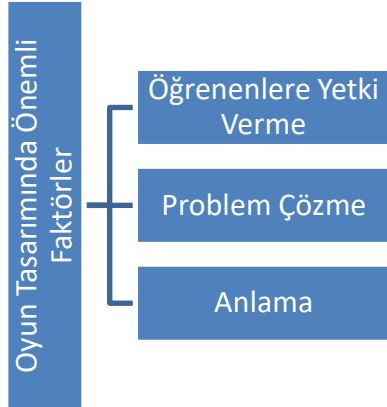 Oyun Tasarımında Önemli
Faktörler
Öğrenenlere Yetki
Verme
Problem Çözme
Anlama